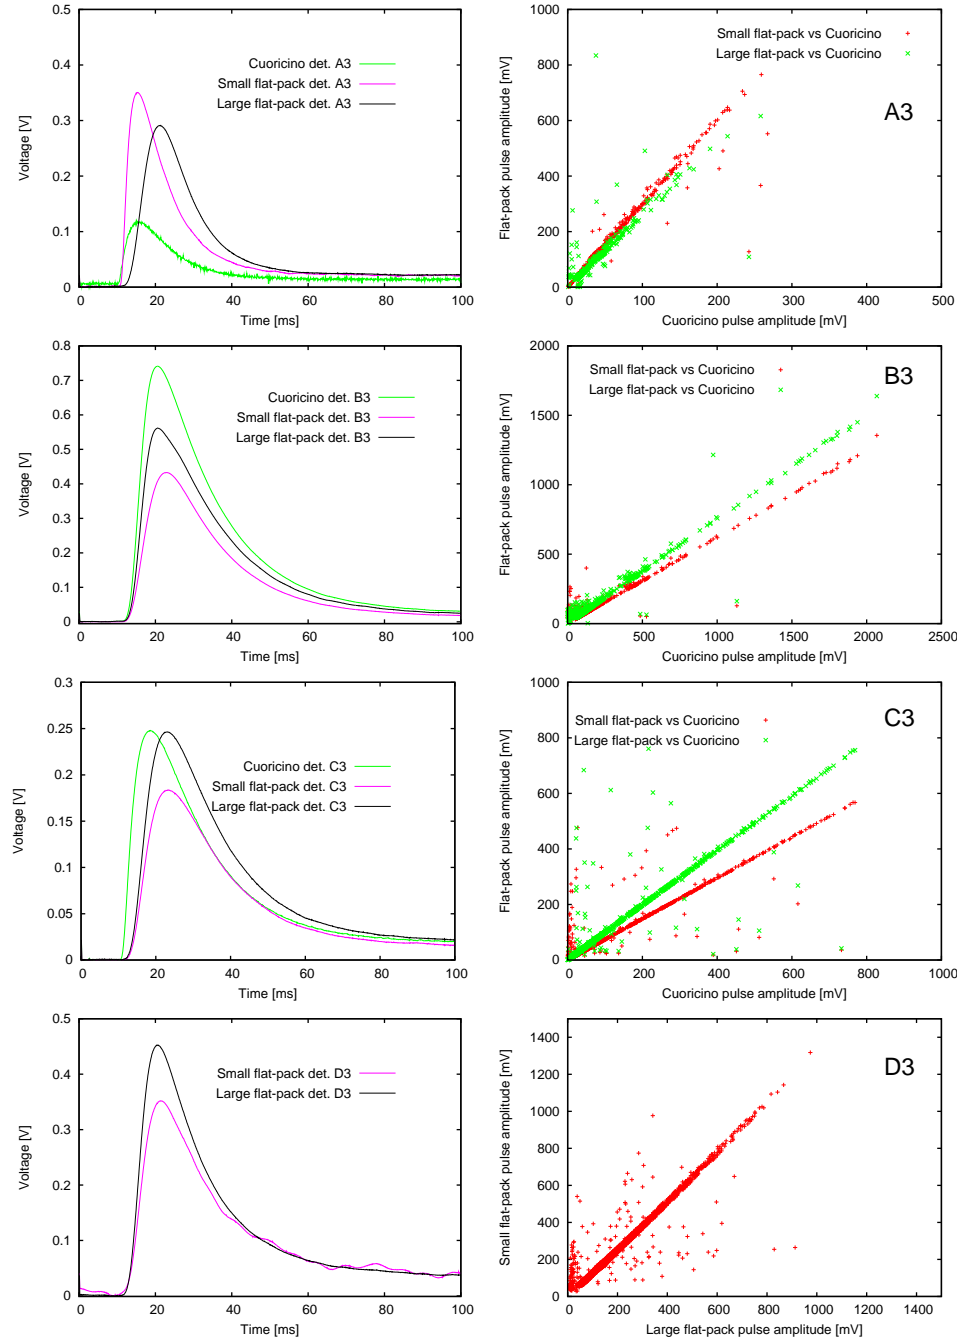 0.5
0.4
0.3
0.2
0.1
0
0 20 40 60 80 100
Voltage [V]
Time [ms]
Cuoricino det. A3
Small flat-pack det. A3
Large flat-pack det. A3
1000
800
600
400
200
0
0 100 200 300 400 500
Flat-pack pulse amplitude [mV]
Cuoricino pulse amplitude [mV]
Small flat-pack vs Cuoricino
Large flat-pack vs Cuoricino
A3
0.8
0.7
0.6
0.5
0.4
0.3
0.2
0.1
0
0 20 40 60 80 100
Voltage [V]
Time [ms]
Cuoricino det. B3
Small flat-pack det. B3
Large flat-pack det. B3
2000
1500
1000
500
0
0 500 1000 1500 2000 2500
Flat-pack pulse amplitude [mV]
Cuoricino pulse amplitude [mV]
Small flat-pack vs Cuoricino
Large flat-pack vs Cuoricino
B3
0.3
0.25
0.2
0.15
0.1
0.05
0
0 20 40 60 80 100
Voltage [V]
Time [ms]
Cuoricino det. C3
Small flat-pack det. C3
Large flat-pack det. C3
1000
800
600
400
200
0
0 200 400 600 800 1000
Flat-pack pulse amplitude [mV]
Cuoricino pulse amplitude [mV]
Small flat-pack vs Cuoricino
Large flat-pack vs Cuoricino
C3
0.5
0.4
0.3
0.2
0.1
0
0 20 40 60 80 100
Voltage [V]
Time [ms]
Small flat-pack det. D3
Large flat-pack det. D3
1400
1200
1000
800
600
400
200
0
0 200 400 600 800 1000 1200 1400
Small flat-pack pulse amplitude [mV]
Large flat-pack pulse amplitude [mV]
D3